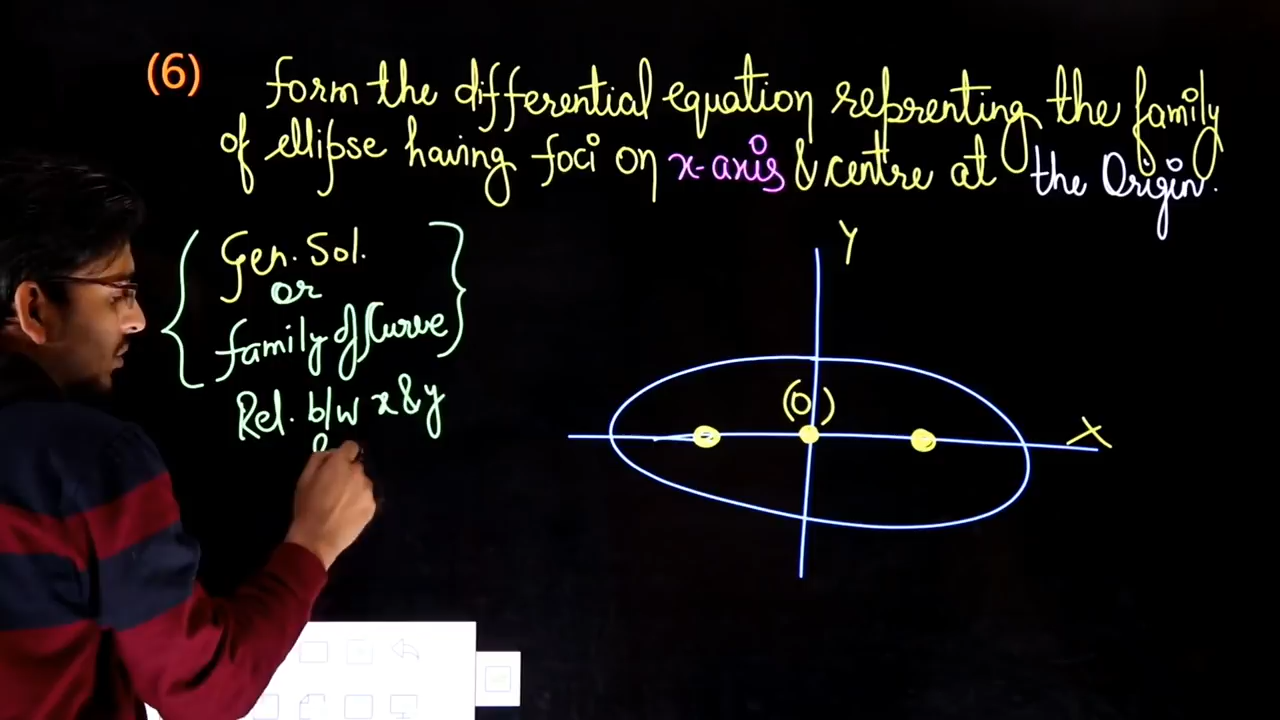 (6) Form the differential equation reprenting the family
of ellipse having foci on x-axis & centre at the Origin.
Gen. Sol.
or
Family of Curve
Rel. b/w x & y
Y
(0)
X